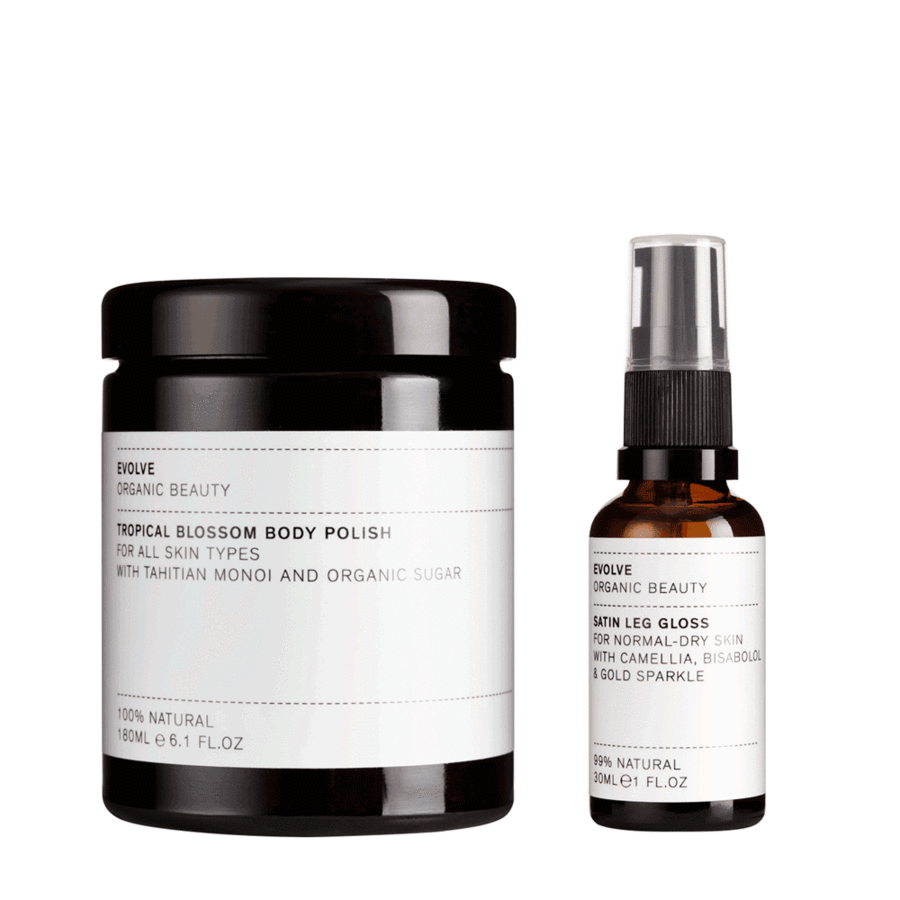 EVOLVE
ORGANIC BEAUTY
TROPICAL BLOSSOM BODY POLISH
FOR ALL SKIN TYPES
WITH TAHITIAN MONOI AND ORGANIC SUGAR
100% NATURAL
180ML ℮ 6.1 FL.OZ
EVOLVE
ORGANIC BEAUTY
SATIN LEG GLOSS
FOR NORMAL-DRY SKIN
WITH CAMELLIA, BISABOLOL
& GOLD SPARKLE
99% NATURAL
30ML ℮ 1 FL.OZ